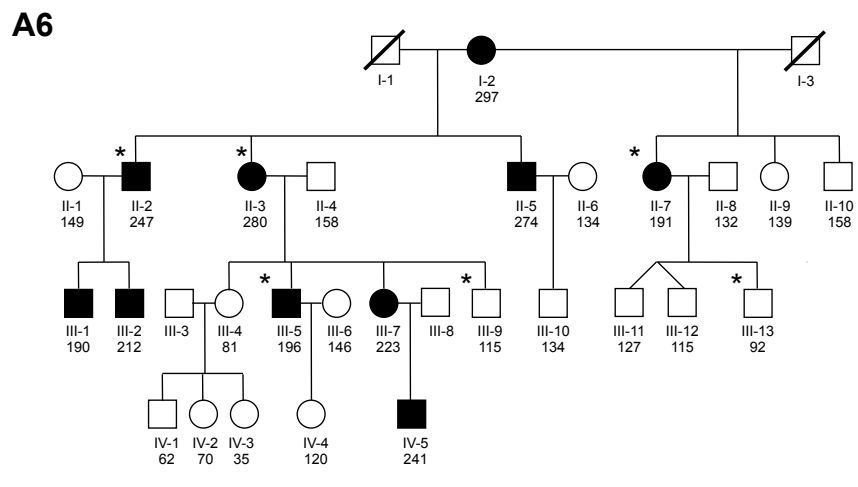 A6
I-1 I-2 I-3
297
* * *
II-1 II-2 II-3 II-4 II-5 II-6 II-7 II-8 II-9 II-10
149 247 280 158 274 134 191 132 139 158
* * *
III-1 III-2 III-3 III-4 III-5 III-6 III-7 III-8 III-9 III-10 III-11 III-12 III-13
190 212 81 196 146 223 115 134 127 115 92
IV-1 IV-2 IV-3 IV-4 IV-5
62 70 35 120 241